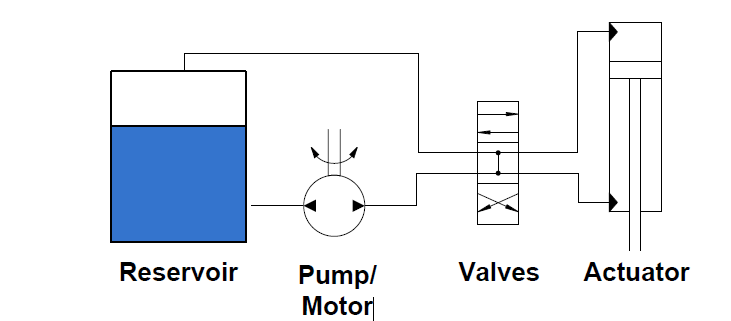 Reservoir
Pump/
Motor
Valves
Actuator